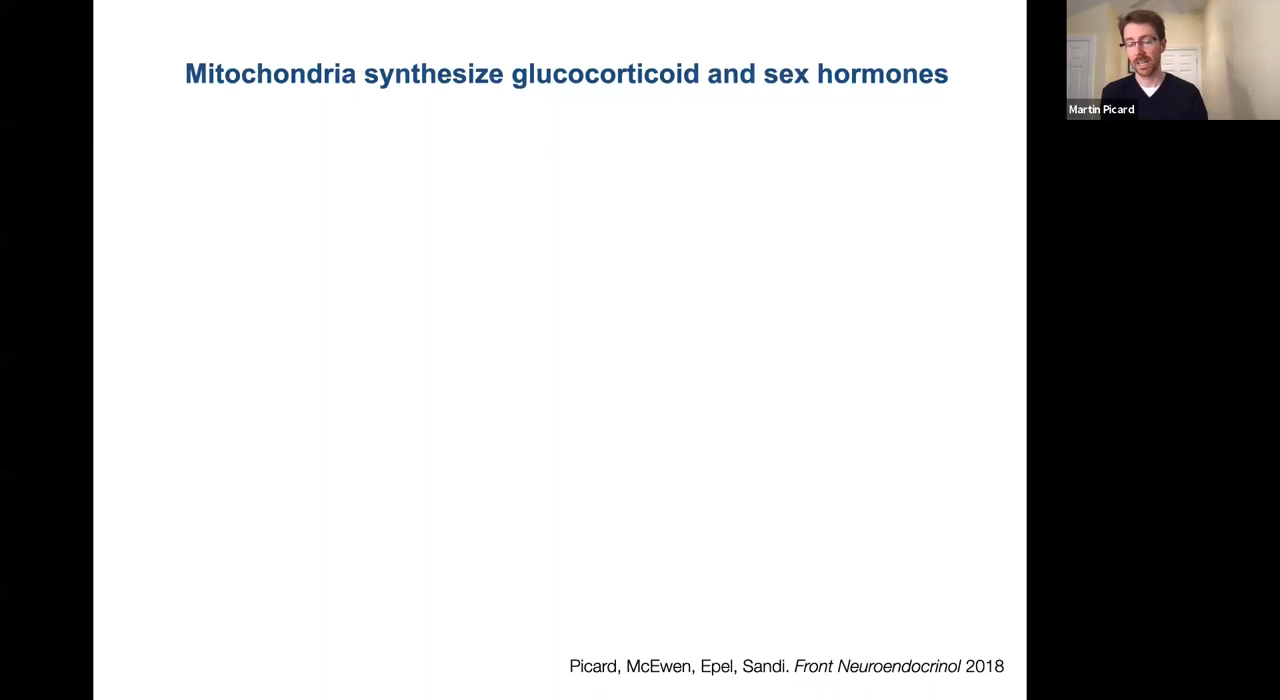 Mitochondria synthesize glucocorticoid and sex hormones
Martin Picard
Picard, McEwen, Epel, Sandi. Front Neuroendocrinol 2018